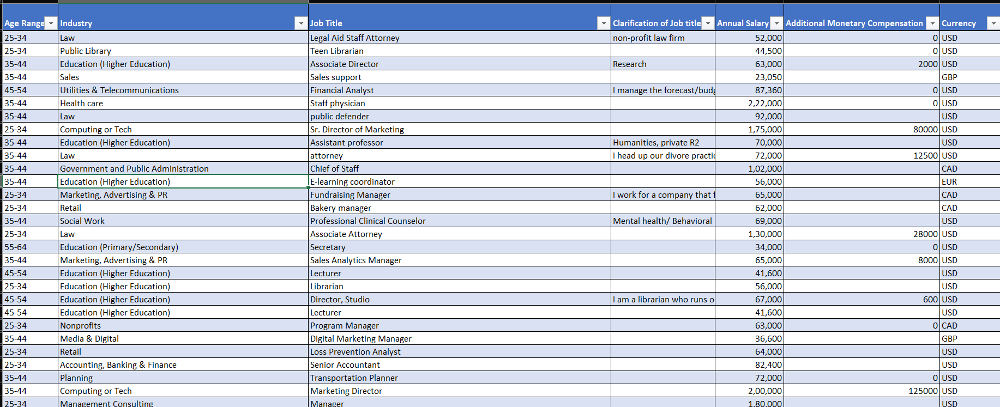 Age Range Industry Job Title Clarification of Job title Annual Salary Additional Monetary Compensation Currency
25-34 Law Legal Aid Staff Attorney non-profit law firm 52,000 0 USD
25-34 Public Library Teen Librarian 44,500 0 USD
35-44 Education (Higher Education) Associate Director Research 63,000 2000 USD
35-44 Sales Sales support 23,050 GBP
45-54 Utilities & Telecommunications Financial Analyst I manage the forecast/budg 87,360 0 USD
35-44 Health care Staff physician 2,22,000 0 USD
35-44 Law public defender 92,000 USD
25-34 Computing or Tech Sr. Director of Marketing 1,75,000 80000 USD
35-44 Education (Higher Education) Assistant professor Humanities, private R2 70,000 USD
35-44 Law attorney i head up our divore practic 72,000 12500 USD
35-44 Government and Public Administration Chief of Staff 1,02,000 CAD
35-44 Education (Higher Education) E-learning coordinator 56,000 EUR
25-34 Marketing, Advertising & PR Fundraising Manager I work for a company that f 65,000 CAD
25-34 Retail Bakery manager 62,000 CAD
35-44 Social Work Professional Clinical Counselor Mental health/ Behavioral 69,000 USD
25-34 Law Associate Attorney 1,30,000 28000 USD
55-64 Education (Primary/Secondary) Secretary 34,000 0 USD
35-44 Marketing, Advertising & PR Sales Analytics Manager 65,000 8000 USD
45-54 Education (Higher Education) Lecturer 41,600 USD
25-34 Education (Higher Education) Librarian 56,000 USD
45-54 Education (Higher Education) Director, Studio I am a librarian who runs o 67,000 600 USD
45-54 Education (Higher Education) Lecturer 41,600 USD
25-34 Nonprofits Program Manager 63,000 0 CAD
35-44 Media & Digital Digital Marketing Manager 36,600 GBP
25-34 Retail Loss Prevention Analyst 64,000 USD
25-34 Accounting, Banking & Finance Senior Accountant 82,400 USD
35-44 Planning Transportation Planner 72,000 0 USD
35-44 Computing or Tech Marketing Director 2,00,000 125000 USD
25-34 Management Consulting Manager 1,80,000 USD